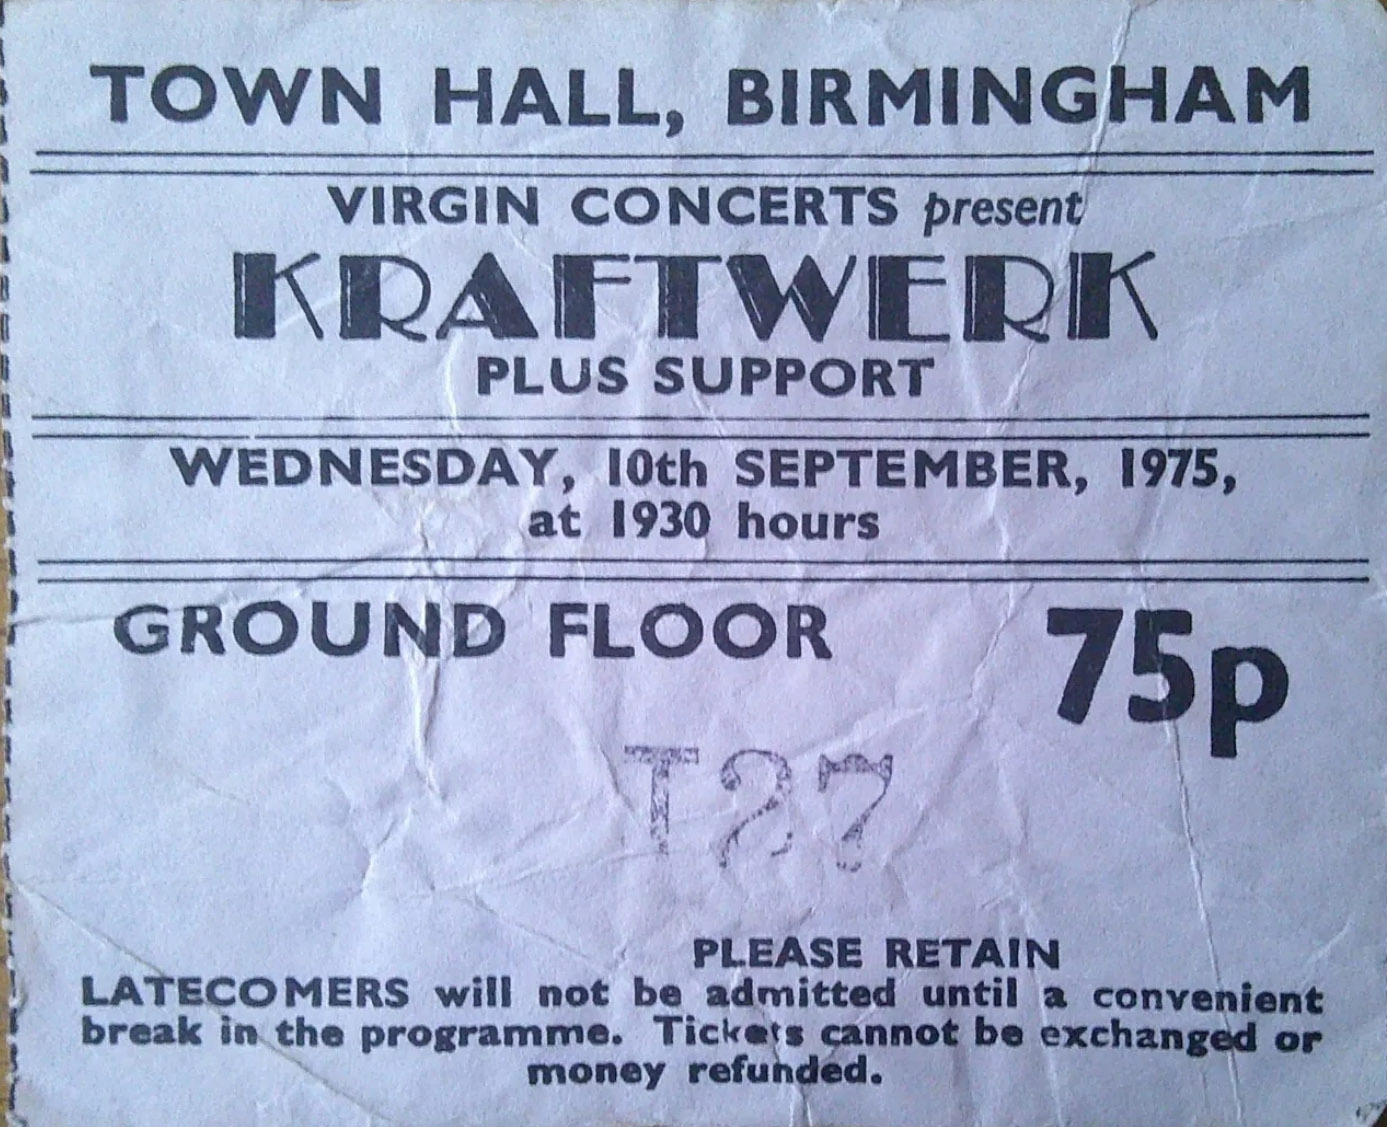 TOWN HALL, BIRMINGHAM
VIRGIN CONCERTS present
KRAFTWERK
PLUS SUPPORT
WEDNESDAY, 10th SEPTEMBER, 1975,
at 1930 hours
GROUND FLOOR 75p
T27
PLEASE RETAIN
LATECOMERS will not be admitted until a convenient
break in the programme. Tickets cannot be exchanged or
money refunded.